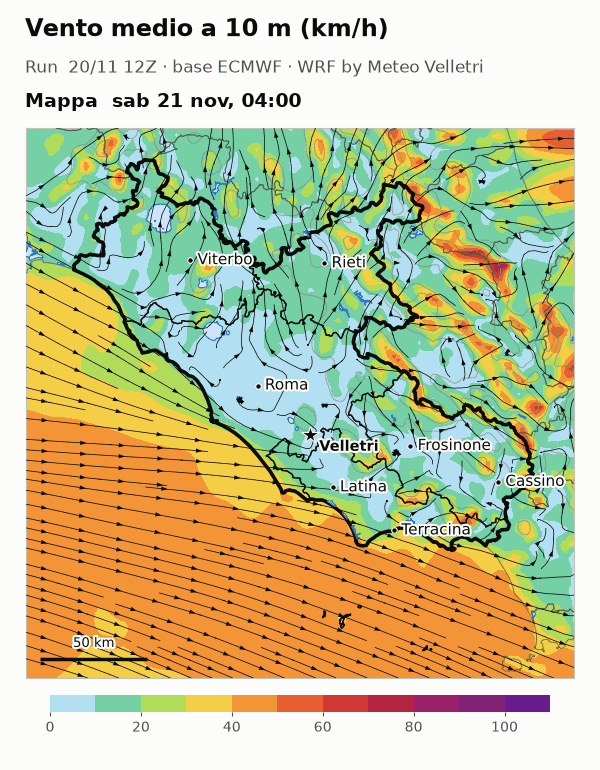 Vento medio a 10 m (km/h)
Run 20/11 12Z · base ECMWF · WRF by Meteo Velletri
Mappa sab 21 nov, 04:00
Viterbo
Rieti
Roma
Velletri
Frosinone
Cassino
Latina
Terracina
50 km
0 20 40 60 80 100